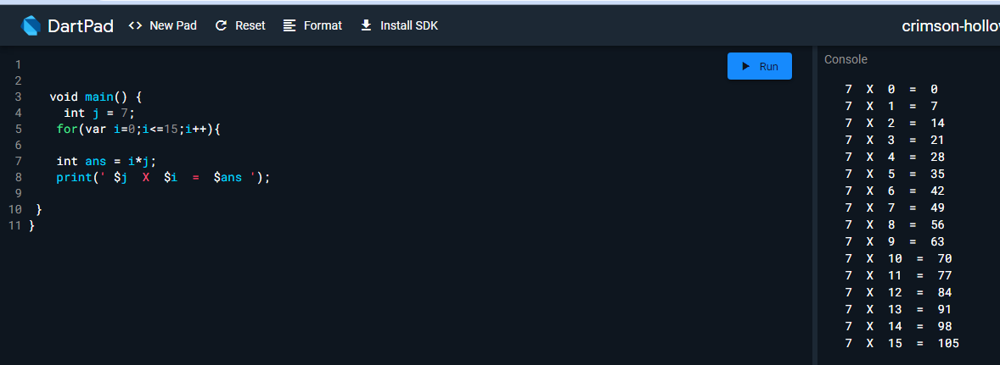 DartPad <> New Pad Reset Format Install SDK crimson-hollo
Run
Console
1
2
3 void main() {
4 int j = 7;
5 for(var i=0;i<=15;i++){
6
7 int ans = i*j;
8 print(' $j  X  $i  =  $ans ');
9
10 }
11 }
7  X  0  =  0
7  X  1  =  7
7  X  2  =  14
7  X  3  =  21
7  X  4  =  28
7  X  5  =  35
7  X  6  =  42
7  X  7  =  49
7  X  8  =  56
7  X  9  =  63
7  X  10  =  70
7  X  11  =  77
7  X  12  =  84
7  X  13  =  91
7  X  14  =  98
7  X  15  =  105